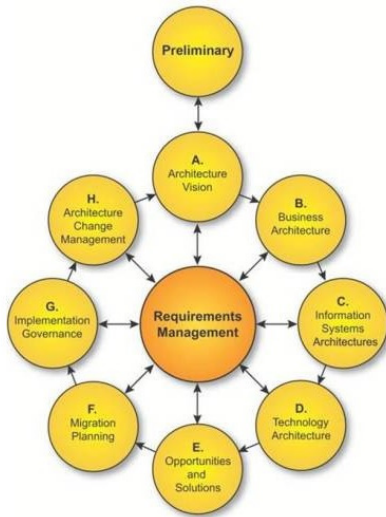 Preliminary
A.
Architecture
Vision
B.
Business
Architecture
C.
Information
Systems
Architectures
D.
Technology
Architecture
E.
Opportunities
and
Solutions
F.
Migration
Planning
G.
Implementation
Governance
H.
Architecture
Change
Management
Requirements
Management